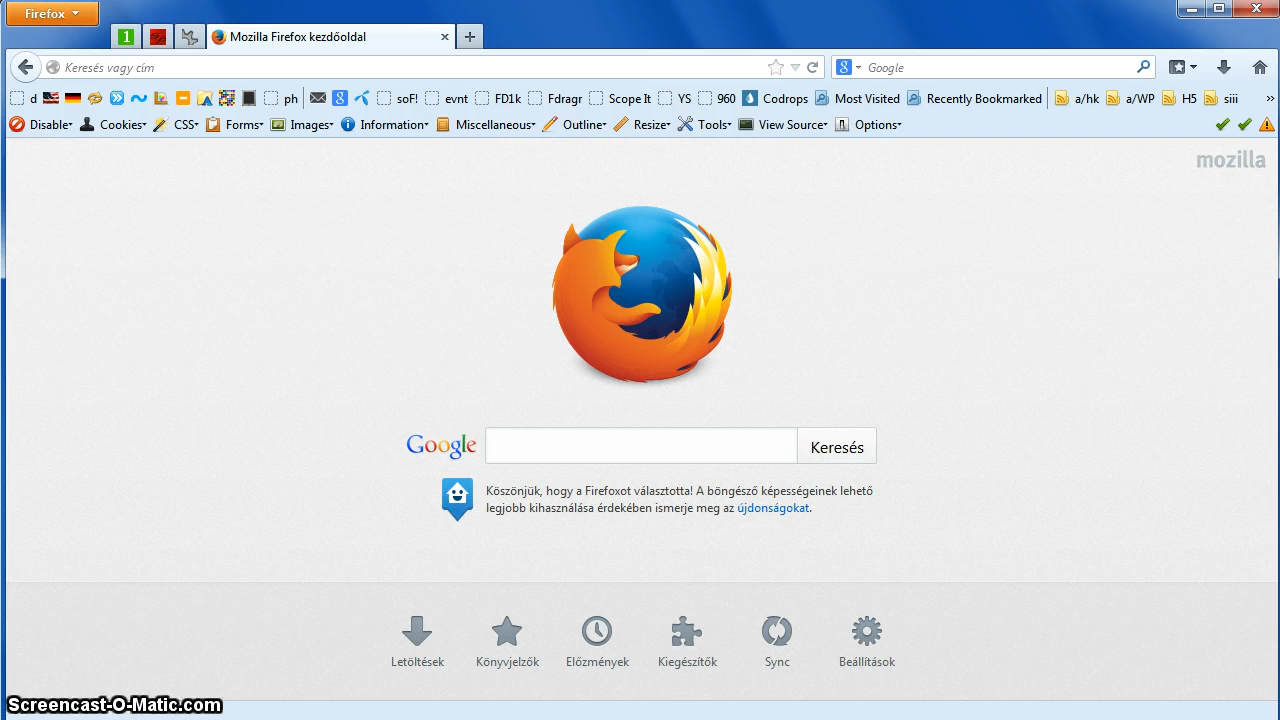 Firefox
1
Mozilla Firefox kezdőoldal
Keresés vagy cím
Google
d
ph
soF!
evnt
FD1k
Fdragr
Scope It
YS
960
Codrops
Most Visited
Recently Bookmarked
a/hk
a/WP
H5
siii
Disable
Cookies
CSS
Forms
Images
Information
Miscellaneous
Outline
Resize
Tools
View Source
Options
mozilla
Google
Keresés
Köszönjük, hogy a Firefoxot választotta! A böngésző képességeinek lehető
legjobb kihasználása érdekében ismerje meg az újdonságokat.
Letöltések
Könyvjelzők
Előzmények
Kiegészítők
Sync
Beállítások
Screencast-O-Matic.com